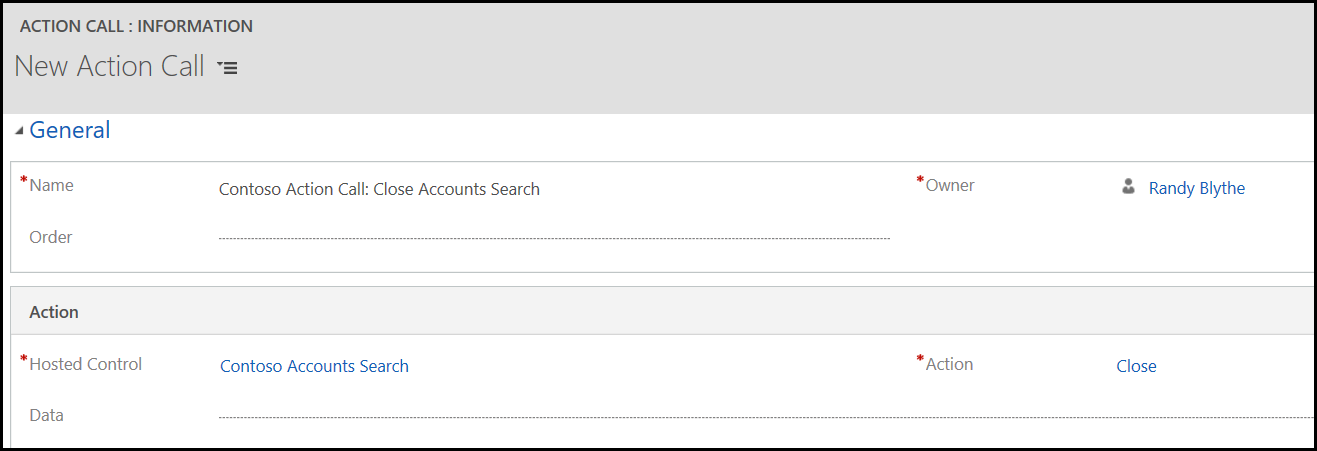 ACTION CALL : INFORMATION
New Action Call
General
*Name Contoso Action Call: Close Accounts Search *Owner Randy Blythe
Order
Action
*Hosted Control Contoso Accounts Search *Action Close
Data